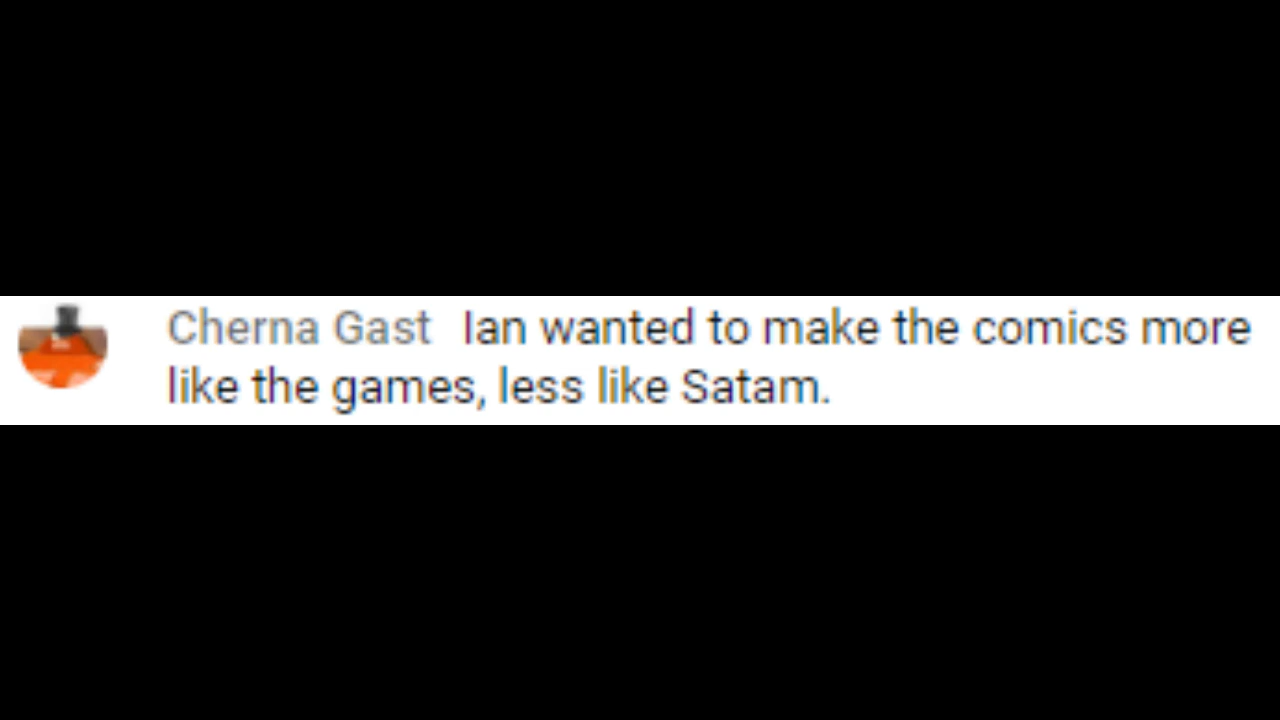 Cherna Gast Ian wanted to make the comics more
like the games, less like Satam.